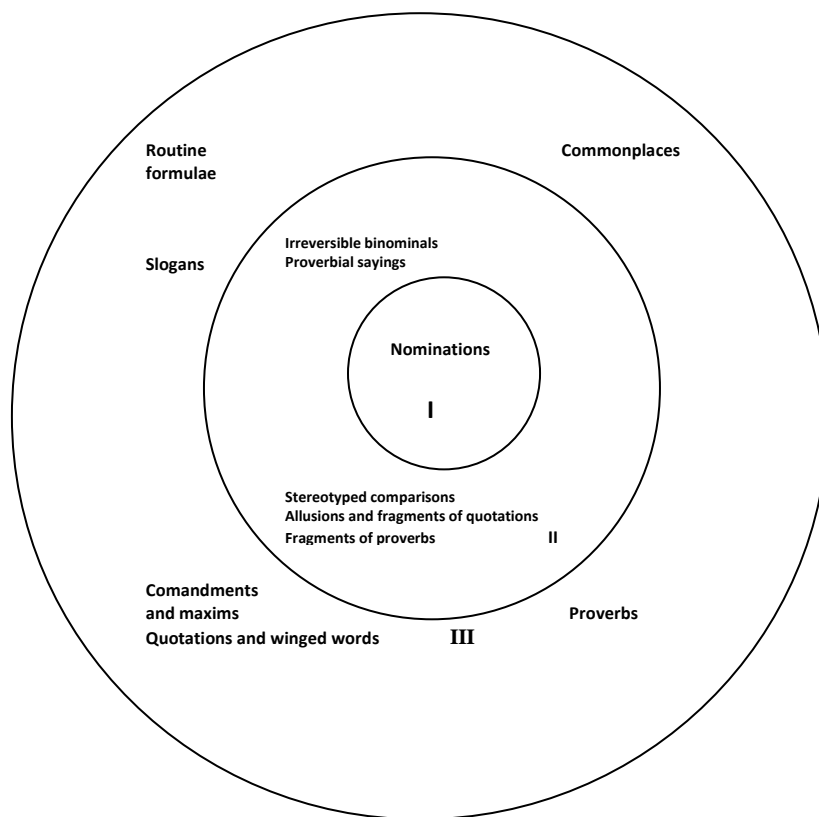 Routine
formulae
Commonplaces
Irreversible binominals
Proverbial sayings
Slogans
Nominations
I
Stereotyped comparisons
Allusions and fragments of quotations
Fragments of proverbs
II
Comandments
and maxims
Proverbs
Quotations and winged words
III